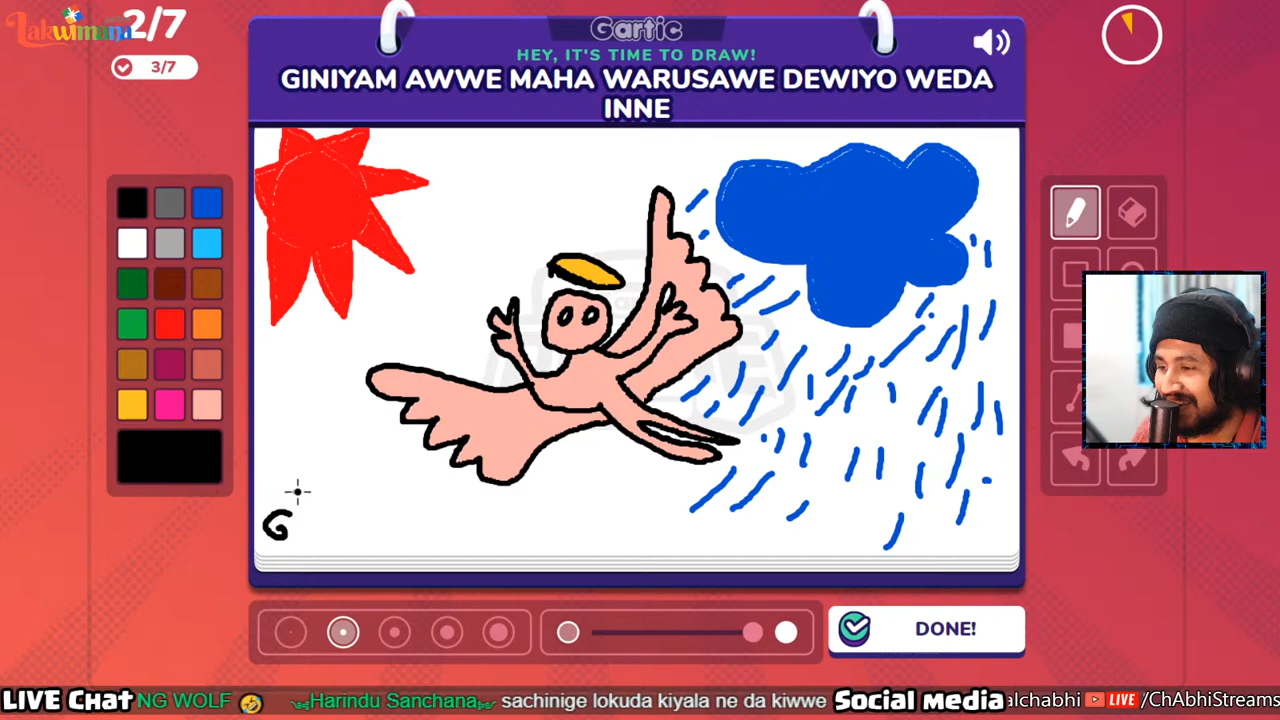 Lakwimana
2/7
3/7
Gartic
HEY, IT'S TIME TO DRAW!
GINIYAM AWWE MAHA WARUSAWE DEWIYO WEDA
INNE
G
DONE!
LIVE Chat NG WOLF 🤣 Harindu Sanchana sachinige lokuda kiyala ne da kiwwe Social Media alchabhi LIVE /ChAbhiStreams